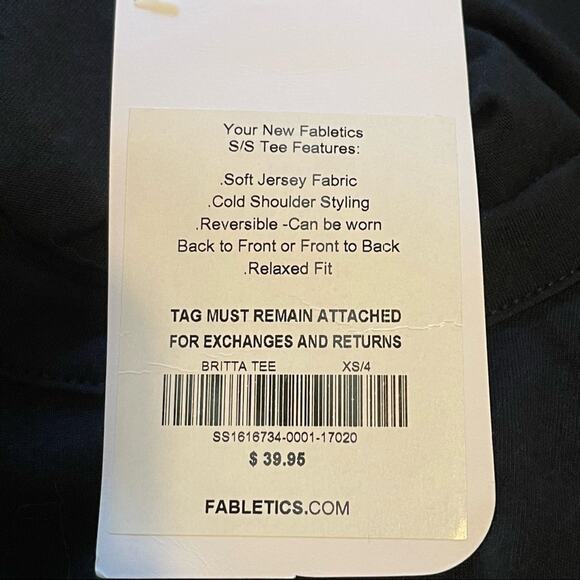 Your New Fabletics
S/S Tee Features:
.Soft Jersey Fabric
.Cold Shoulder Styling
.Reversible -Can be worn
Back to Front or Front to Back
.Relaxed Fit
TAG MUST REMAIN ATTACHED
FOR EXCHANGES AND RETURNS
BRITTA TEE XS/4
SS1616734-0001-17020
$ 39.95
FABLETICS.COM